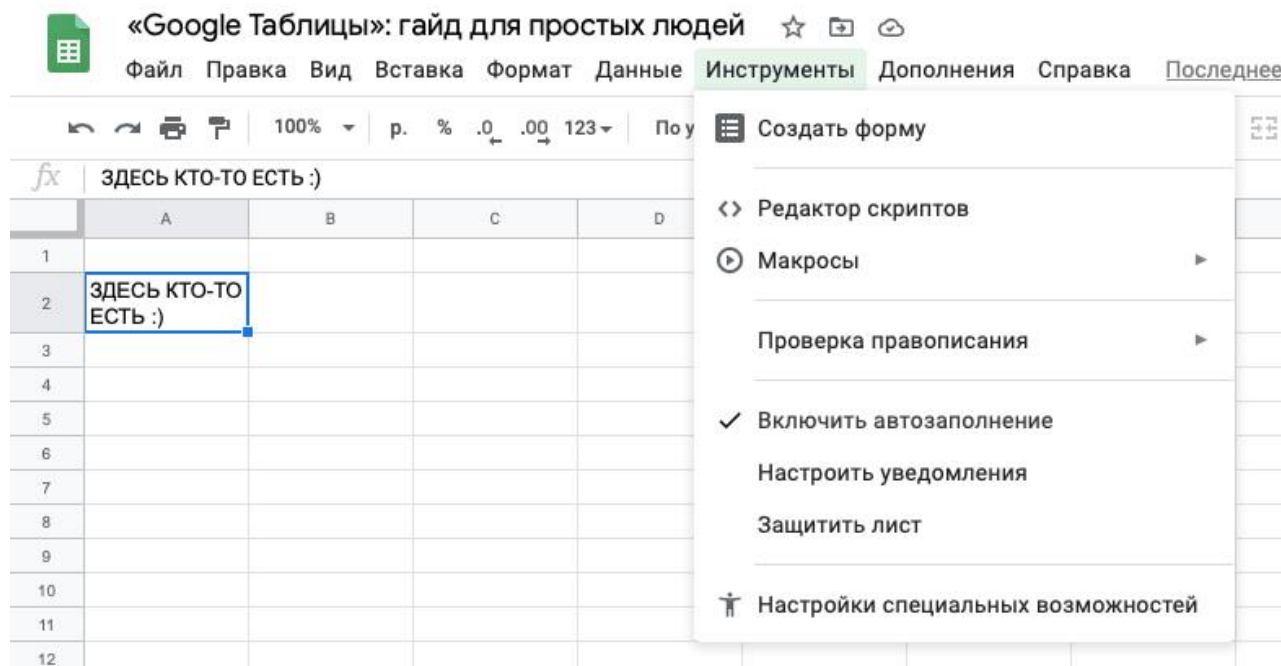 «Google Таблицы»: гайд для простых людей
Файл Правка Вид Вставка Формат Данные Инструменты Дополнения Справка Последнее
100% р. % .0 .00 123 По у
fx ЗДЕСЬ КТО-ТО ЕСТЬ :)
A B C D
1
2 ЗДЕСЬ КТО-ТО
ЕСТЬ :)
3
4
5
6
7
8
9
10
11
12
Создать форму
Редактор скриптов
Макросы
Проверка правописания
Включить автозаполнение
Настроить уведомления
Защитить лист
Настройки специальных возможностей